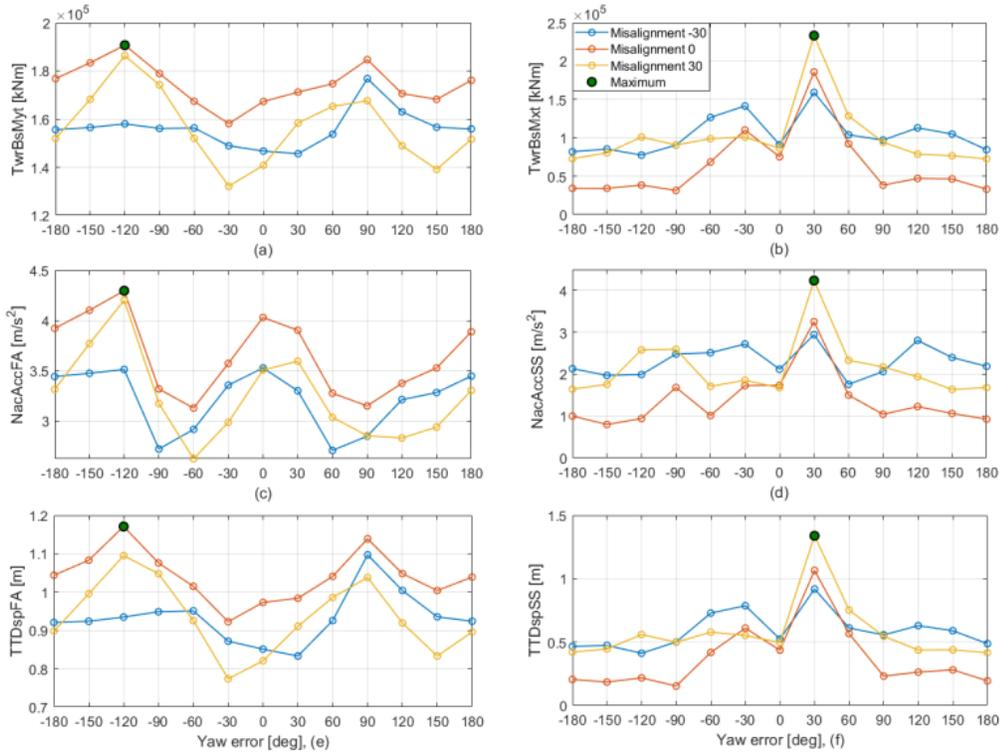 ×10^5
2
1.8
1.6
1.4
1.2
TwrBsMyt [kNm]
-180 -150 -120 -90 -60 -30 0 30 60 90 120 150 180
(a)
×10^5
2.5
2
1.5
1
0.5
0
TwrBsMxt [kNm]
Misalignment -30
Misalignment 0
Misalignment 30
Maximum
-180 -150 -120 -90 -60 -30 0 30 60 90 120 150 180
(b)
4.5
4
3.5
3
NacAccFA [m/s^2]
-180 -150 -120 -90 -60 -30 0 30 60 90 120 150 180
(c)
4
3
2
1
0
NacAccSS [m/s^2]
-180 -150 -120 -90 -60 -30 0 30 60 90 120 150 180
(d)
1.2
1.1
1
0.9
0.8
0.7
TTDspFA [m]
-180 -150 -120 -90 -60 -30 0 30 60 90 120 150 180
Yaw error [deg], (e)
1.5
1
0.5
0
TTDspSS [m]
-180 -150 -120 -90 -60 -30 0 30 60 90 120 150 180
Yaw error [deg], (f)